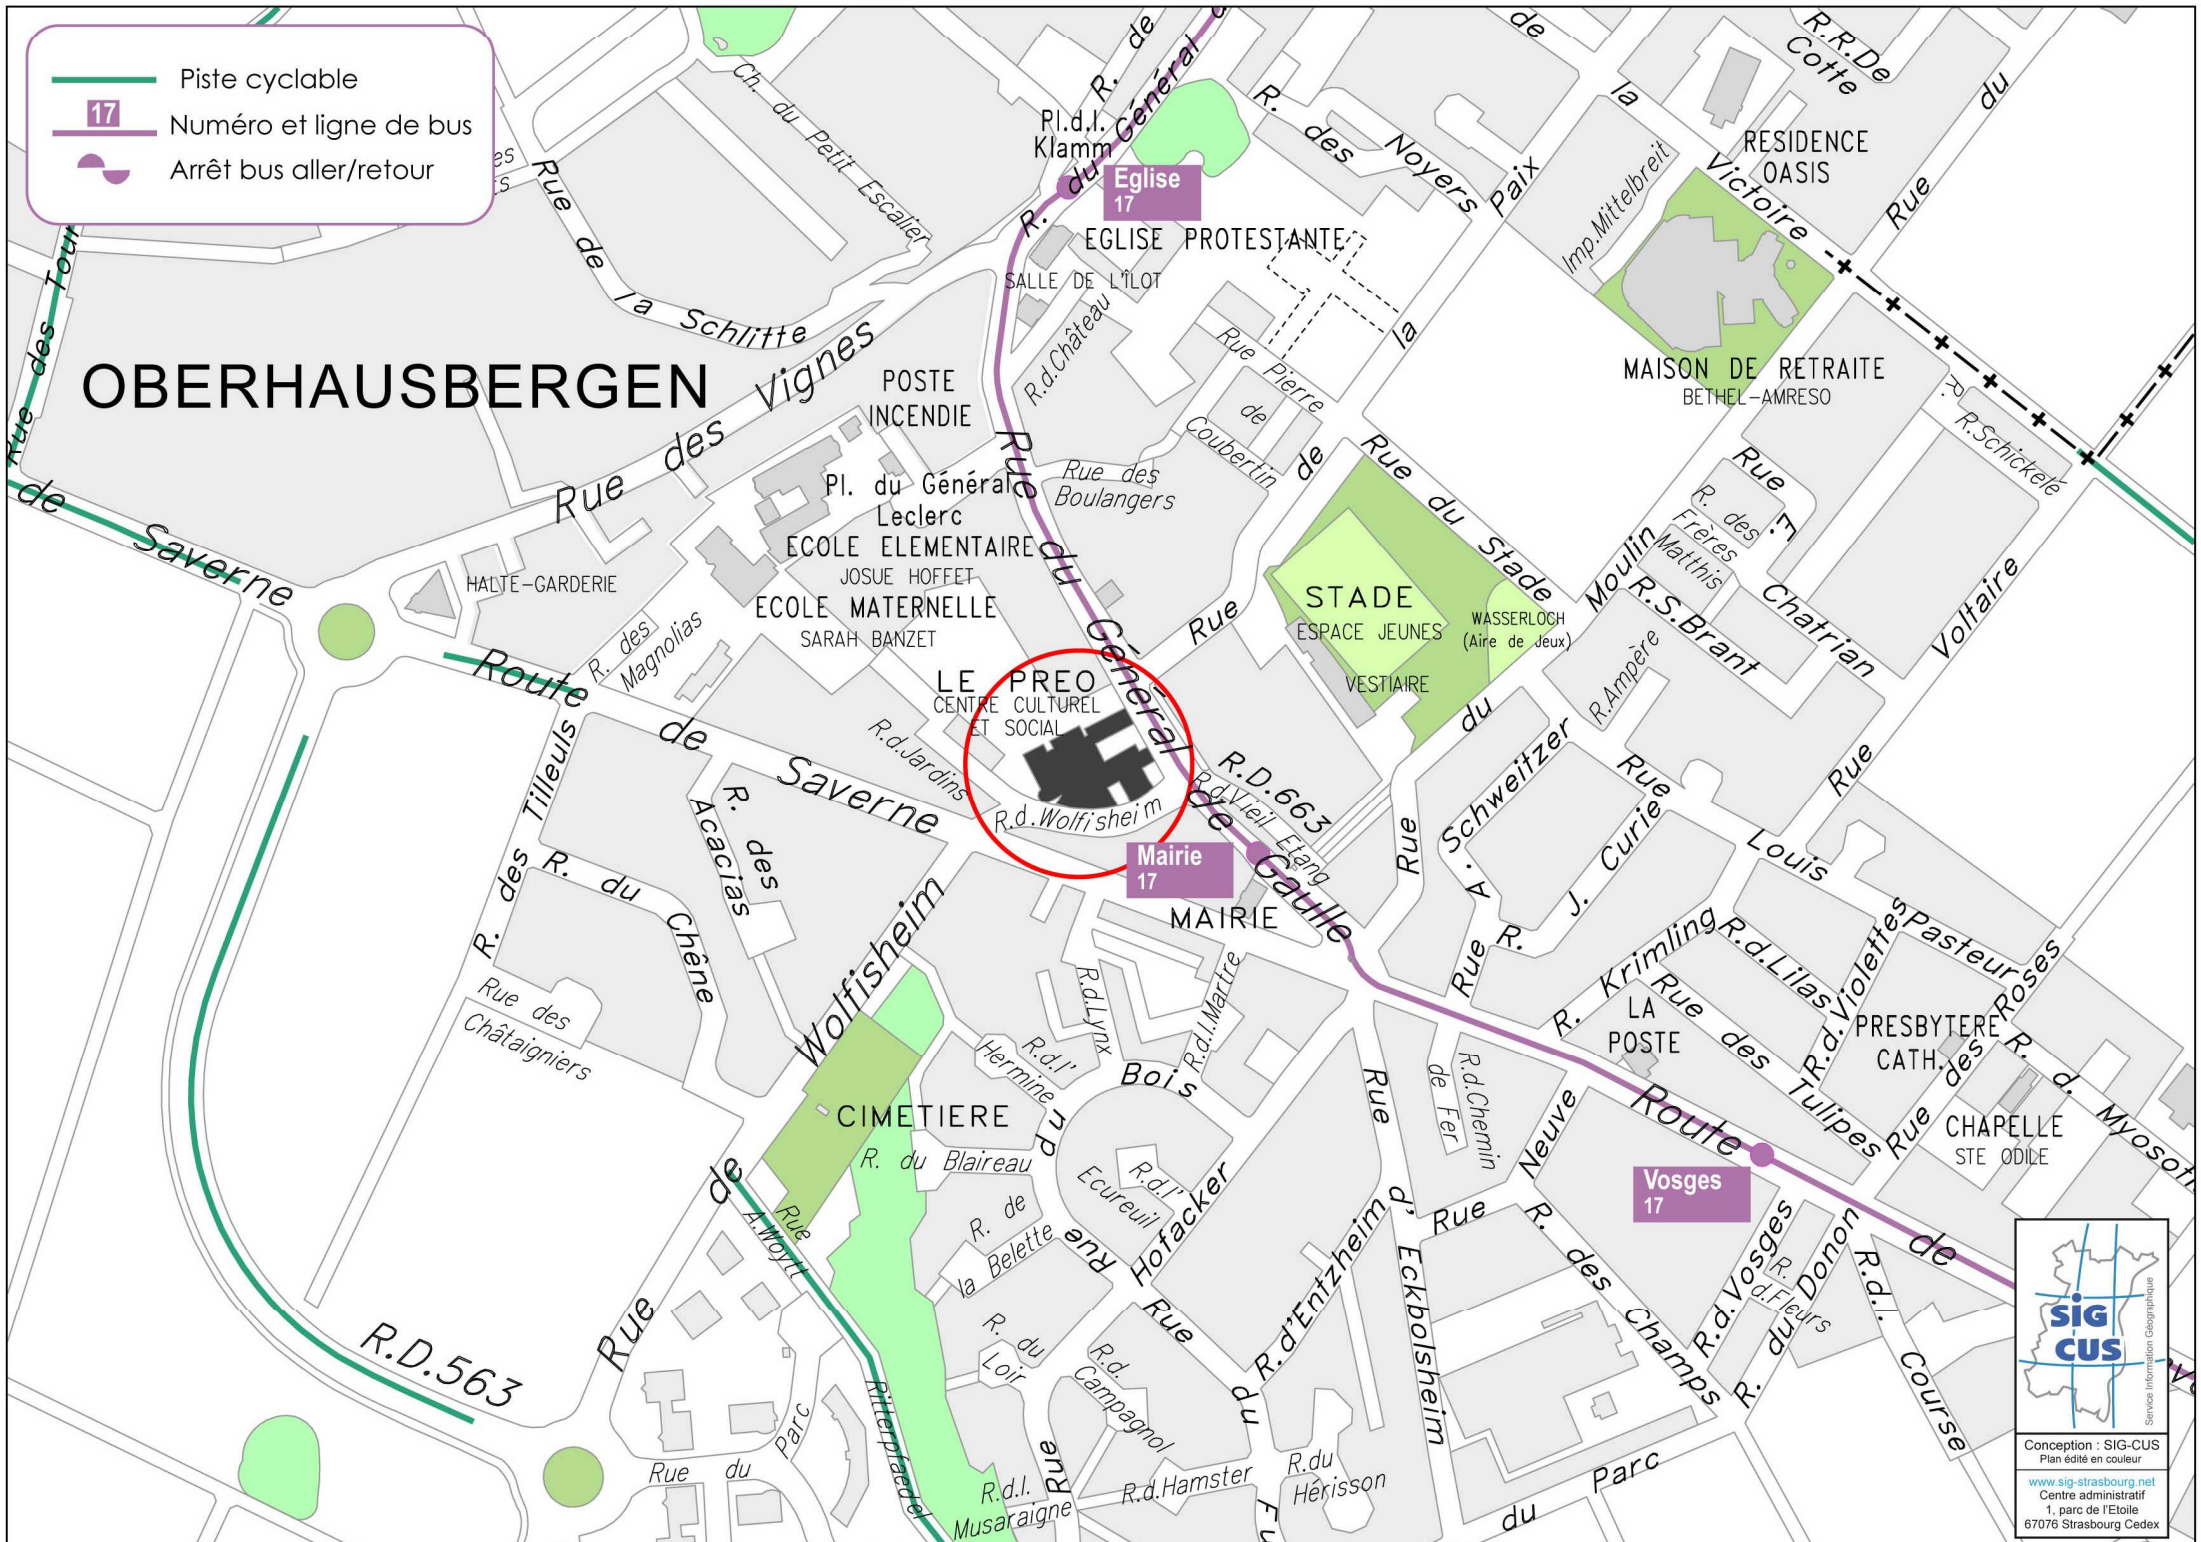 Piste cyclable
17
Numéro et ligne de bus
Arrêt bus aller/retour
OBERHAUSBERGEN
Rue des Tour
Rue de la Schlitte
Ch. du Petit Escalier
R. de
Pl.d.l.
Klamm
R. du Général
Eglise
17
EGLISE PROTESTANTE
SALLE DE L'ÎLOT
R.d.Château
R. des Noyers
Rue de la Paix
de la Victoire
R.R.De
Cotte
Rue du Moulin
RESIDENCE
OASIS
Imp.Mittelbreit
MAISON DE RETRAITE
BETHEL-AMRESO
R.
R.Schickelé
Rue des Vignes
POSTE
INCENDIE
Rue Pierre
de
Coubertin
Rue des
Boulangers
Pl. du Général
Leclerc
ECOLE ELEMENTAIRE
JOSUE HOFFET
ECOLE MATERNELLE
SARAH BANZET
HALTE-GARDERIE
R. des
Magnolias
Rue du Stade
STADE
ESPACE JEUNES
WASSERLOCH
(Aire de Jeux)
VESTIAIRE
Rue E. Chatrian
R. des
Frères
Matthis
R.S.Brant
R.Ampère
Rue Voltaire
Rue du Général de Gaulle
LE PREO
CENTRE CULTUREL
ET SOCIAL
R.d.Jardins
R.d.Wolfisheim
R.D.663
R.d.Vieil Etang
Mairie
17
MAIRIE
de Saverne
Route de Saverne
R. des Tilleuls
R. des
Acacias
R. du Chêne
Rue des
Châtaigniers
Rue de Wolfisheim
Rue A. Schweitzer
R. J. Curie
Rue Louis Pasteur
R. Krimling
R.d.Lilas
R.d.Violettes
Rue des Roses
Rue des Tulipes
LA
POSTE
PRESBYTERE
CATH.
R. d. Myosoti
CHAPELLE
STE ODILE
R.d.Lynx
R.d.l.Martre
R.d.l'
Hermine
Rue du Bois
CIMETIERE
R. du Blaireau
R.d.l'
Ecureuil
R. de
la Belette
Hofacker
Rue
A.Woytt
Ritterpfaedel
R. du
Loir
R.d.
Campagnol
Rue du Fu
R.d'Entzheim
Rue d'Eckbolsheim
R.d.Chemin
de Fer
Rue Neuve
R. des Champs
Route de
Vosges
17
R.d.Vosges
R.
d.Fleurs
R. du Donon
R.d.l. Course
R.D.563
Rue du Parc
Rue
R.d.l.
Musaraigne
R.d.Hamster
R.du
Hérisson
du Parc
SIG
CUS
Service Information Géographique
Conception : SIG-CUS
Plan édité en couleur
www.sig-strasbourg.net
Centre administratif
1, parc de l'Etoile
67076 Strasbourg Cedex